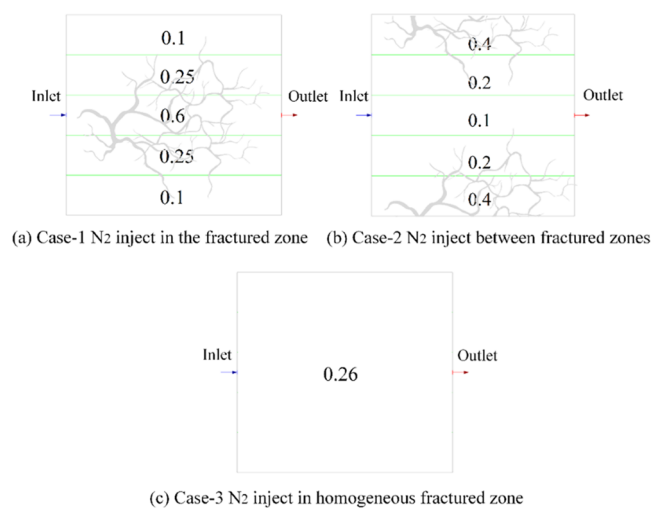 0.1
0.25
Inlet
0.6
Outlet
0.25
0.1
(a) Case-1 N2 inject in the fractured zone
0.4
0.2
Inlet
0.1
Outlet
0.2
0.4
(b) Case-2 N2 inject between fractured zones
Inlet
0.26
Outlet
(c) Case-3 N2 inject in homogeneous fractured zone